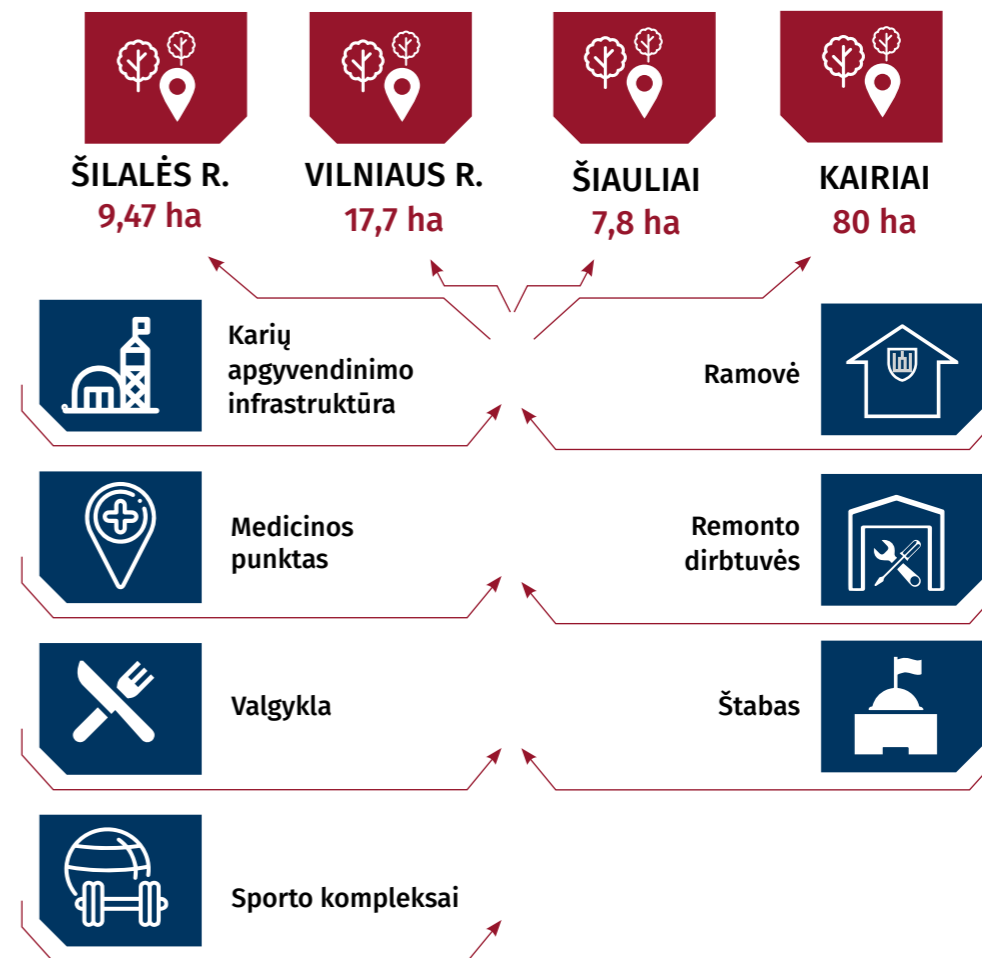 ŠILALĖS R.
9,47 ha
VILNIAUS R.
17,7 ha
ŠIAULIAI
7,8 ha
KAIRIAI
80 ha
Karių
apgyvendinimo
infrastruktūra
Ramovė
Medicinos
punktas
Remonto
dirbtuvės
Valgykla
Štabas
Sporto kompleksai